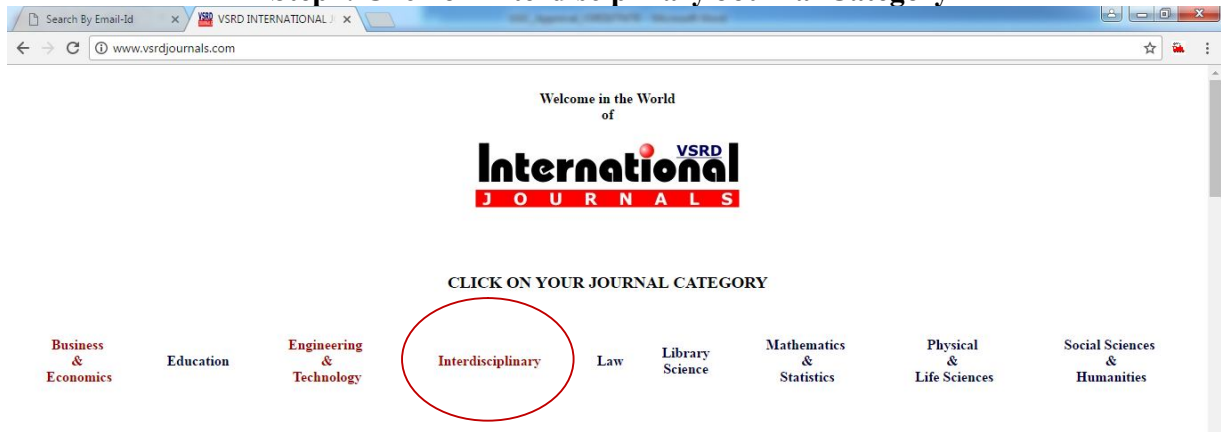 Search By Email-Id
VSRD INTERNATIONAL J
www.vsrdjournals.com
Welcome in the World
of
VSRD
International
JOURNALS
CLICK ON YOUR JOURNAL CATEGORY
Business
&
Economics
Education
Engineering
&
Technology
Interdisciplinary
Law
Library
Science
Mathematics
&
Statistics
Physical
&
Life Sciences
Social Sciences
&
Humanities